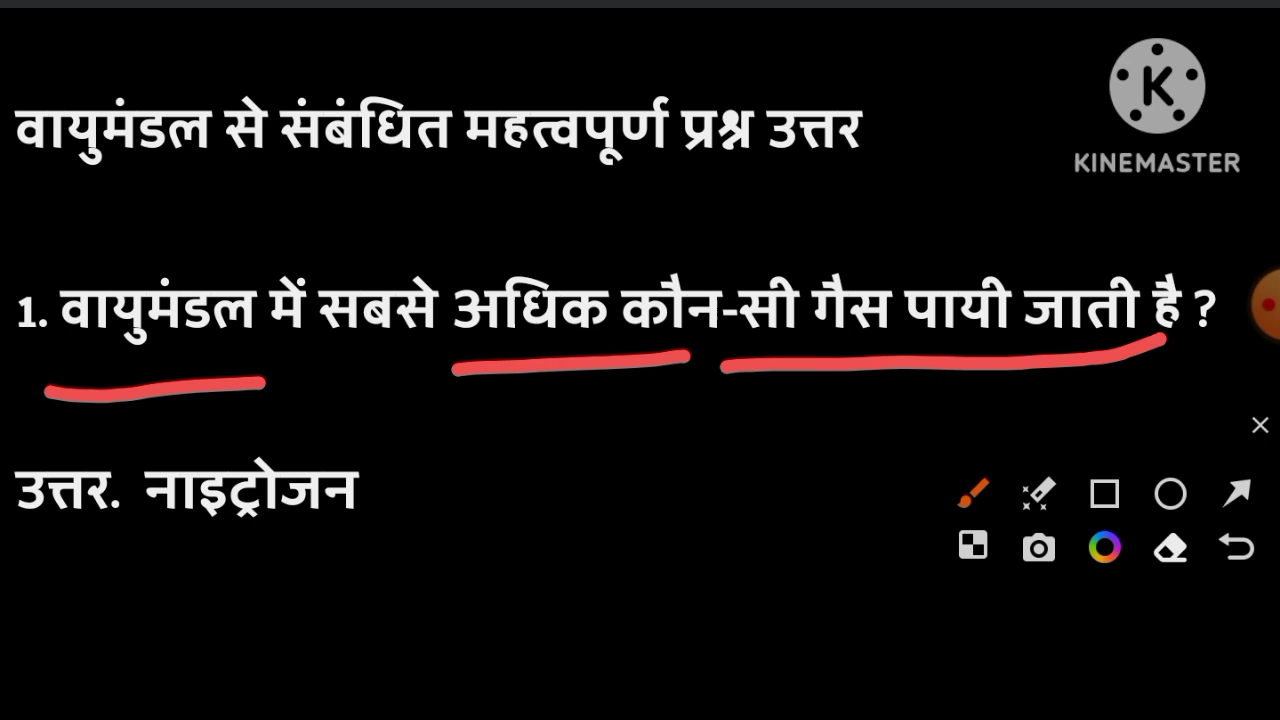 वायुमंडल से संबंधित महत्वपूर्ण प्रश्न उत्तर
K
KINEMASTER
1. वायुमंडल में सबसे अधिक कौन-सी गैस पायी जाती है ?
उत्तर. नाइट्रोजन